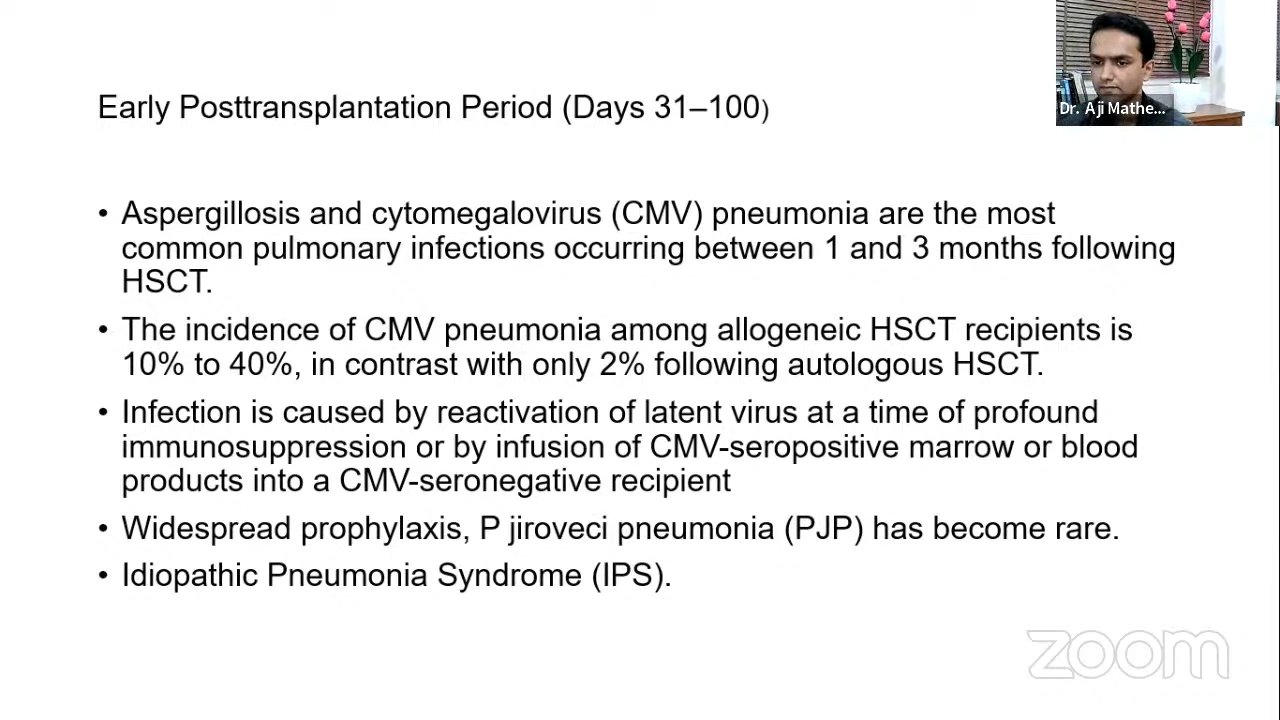 Dr. Aji Mathe...
Early Posttransplantation Period (Days 31–100)
• Aspergillosis and cytomegalovirus (CMV) pneumonia are the most
common pulmonary infections occurring between 1 and 3 months following
HSCT.
• The incidence of CMV pneumonia among allogeneic HSCT recipients is
10% to 40%, in contrast with only 2% following autologous HSCT.
• Infection is caused by reactivation of latent virus at a time of profound
immunosuppression or by infusion of CMV-seropositive marrow or blood
products into a CMV-seronegative recipient
• Widespread prophylaxis, P jiroveci pneumonia (PJP) has become rare.
• Idiopathic Pneumonia Syndrome (IPS).
zoom